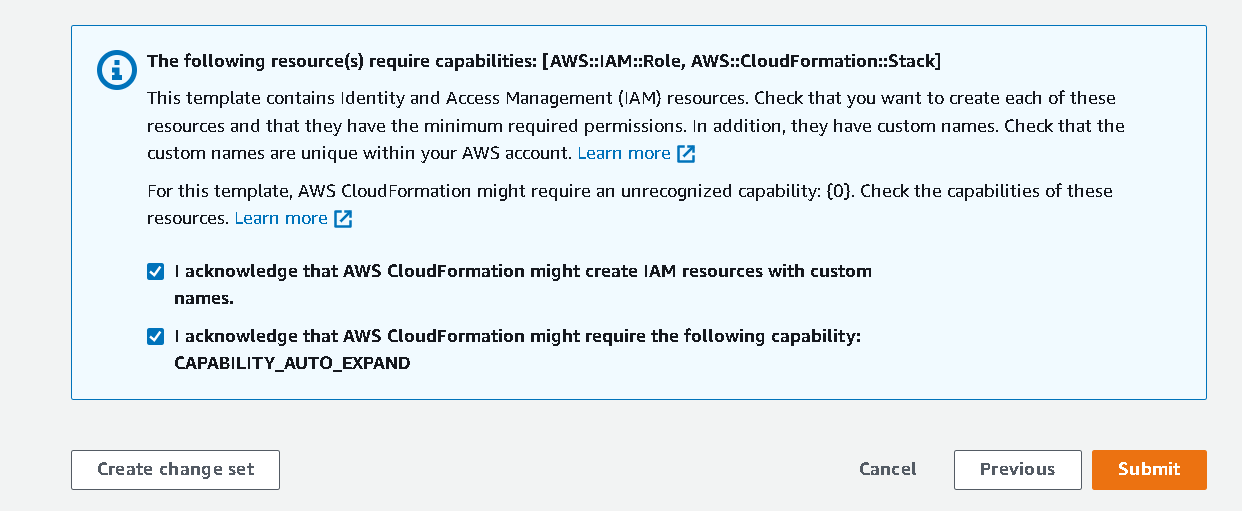 The following resource(s) require capabilities: [AWS::IAM::Role, AWS::CloudFormation::Stack]
This template contains Identity and Access Management (IAM) resources. Check that you want to create each of these
resources and that they have the minimum required permissions. In addition, they have custom names. Check that the
custom names are unique within your AWS account. Learn more
For this template, AWS CloudFormation might require an unrecognized capability: {0}. Check the capabilities of these
resources. Learn more
I acknowledge that AWS CloudFormation might create IAM resources with custom
names.
I acknowledge that AWS CloudFormation might require the following capability:
CAPABILITY_AUTO_EXPAND
Create change set Cancel Previous Submit